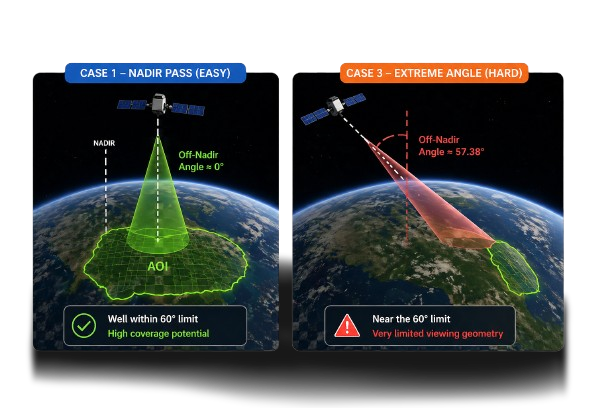 CASE 1 – NADIR PASS (EASY)
NADIR
Off-Nadir
Angle ≈ 0°
AOI
Well within 60° limit
High coverage potential
CASE 3 – EXTREME ANGLE (HARD)
Off-Nadir
Angle ≈ 57.38°
Near the 60° limit
Very limited viewing geometry